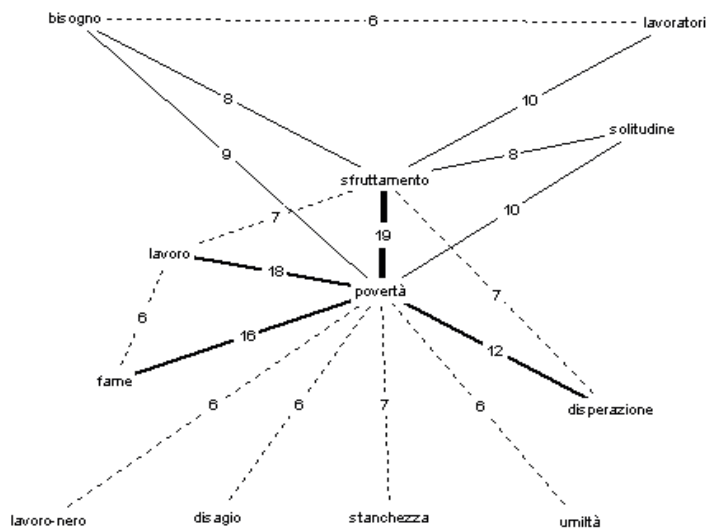 bisogno
6
lavoratori
8
10
solitudine
9
8
sfruttamento
10
7
19
lavoro
18
povertà
7
6
16
12
fame
6
6
7
6
disperazione
lavoro-nero
disagio
stanchezza
umiltà